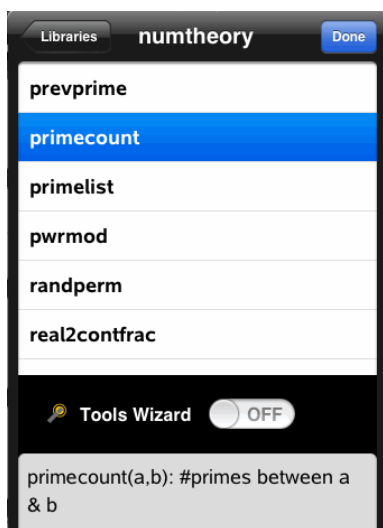 Libraries numtheory Done
prevprime
primecount
primelist
pwrmod
randperm
real2contfrac
Tools Wizard OFF
primecount(a,b): #primes between a
& b